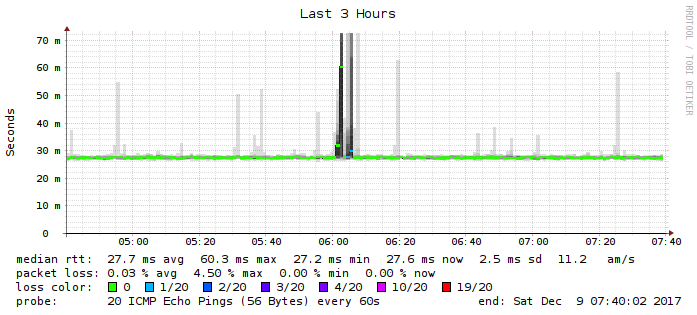 Last 3 Hours
RRDTOOL / TOBI OETIKER
Seconds
70 m
60 m
50 m
40 m
30 m
20 m
10 m
0
05:00 05:20 05:40 06:00 06:20 06:40 07:00 07:20 07:40
median rtt: 27.7 ms avg 60.3 ms max 27.2 ms min 27.6 ms now 2.5 ms sd 11.2 am/s
packet loss: 0.03 % avg 4.50 % max 0.00 % min 0.00 % now
loss color: 0 1/20 2/20 3/20 4/20 10/20 19/20
probe: 20 ICMP Echo Pings (56 Bytes) every 60s end: Sat Dec 9 07:40:02 2017